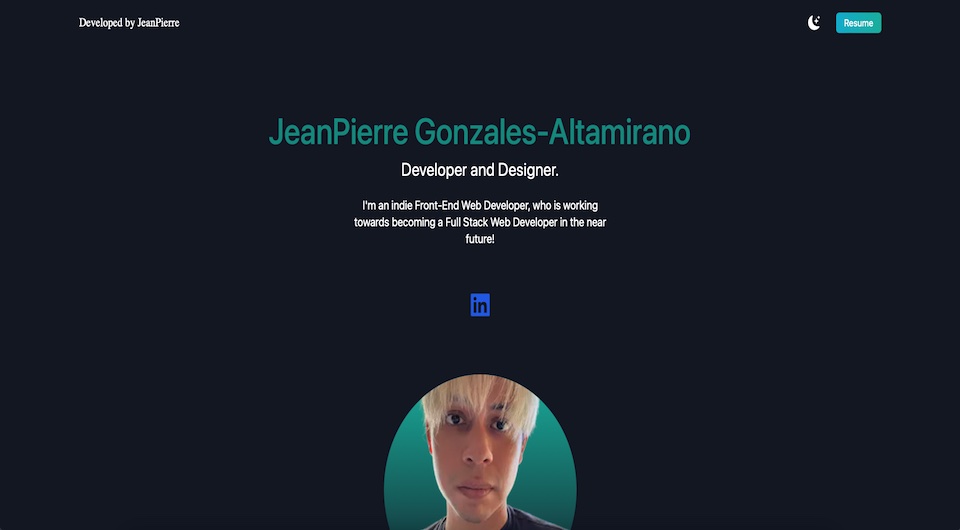 Developed by JeanPierre
Resume
JeanPierre Gonzales-Altamirano
Developer and Designer.
I'm an indie Front-End Web Developer, who is working
towards becoming a Full Stack Web Developer in the near
future!
in